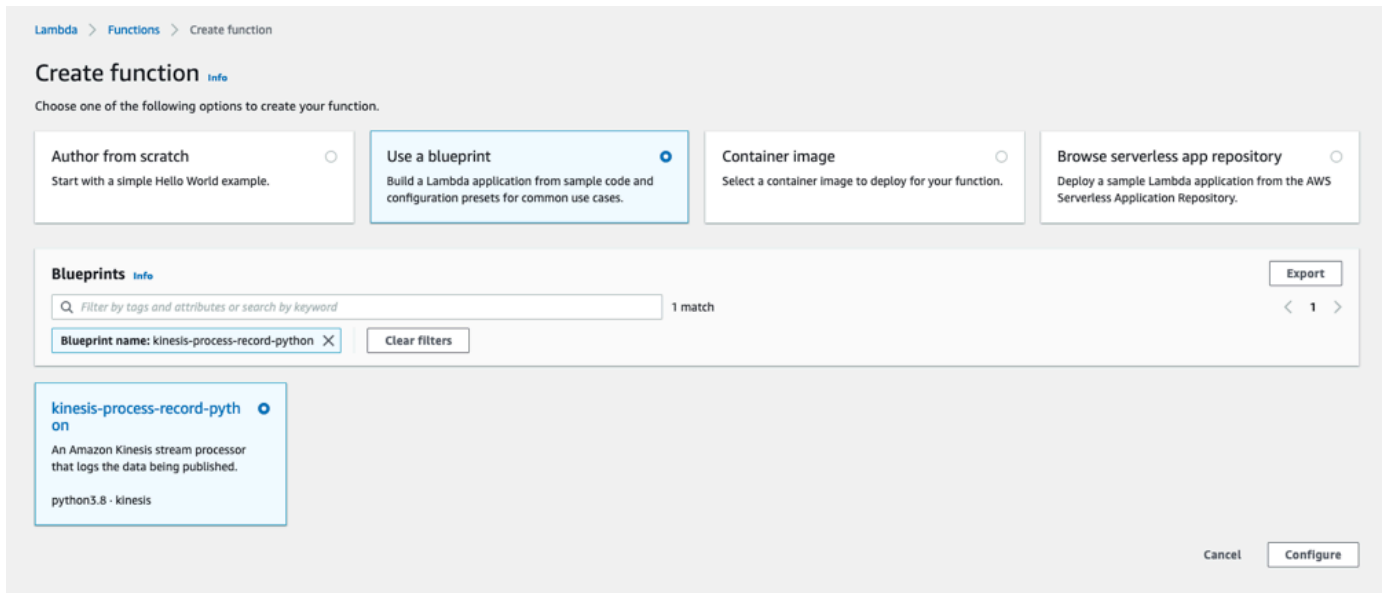 Lambda > Functions > Create function
Create function Info
Choose one of the following options to create your function.
Author from scratch
Start with a simple Hello World example.
Use a blueprint
Build a Lambda application from sample code and
configuration presets for common use cases.
Container image
Select a container image to deploy for your function.
Browse serverless app repository
Deploy a sample Lambda application from the AWS
Serverless Application Repository.
Blueprints Info
Export
Filter by tags and attributes or search by keyword
1 match
< 1 >
Blueprint name: kinesis-process-record-python ×
Clear filters
kinesis-process-record-pyth
on
An Amazon Kinesis stream processor
that logs the data being published.
python3.8 · kinesis
Cancel
Configure